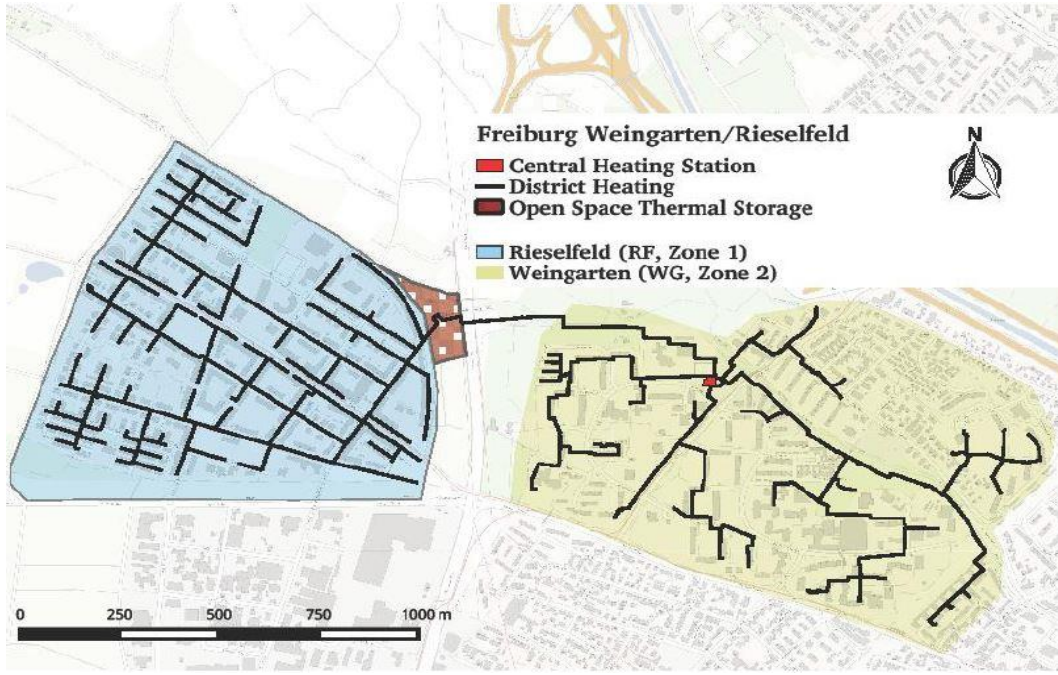 Freiburg Weingarten/Rieselfeld
Central Heating Station
District Heating
Open Space Thermal Storage
Rieselfeld (RF, Zone 1)
Weingarten (WG, Zone 2)
N
0 250 500 750 1000 m